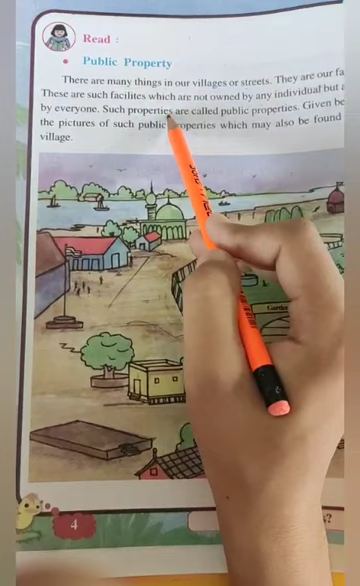 Read :
• Public Property
There are many things in our villages or streets. They are our fa
These are such facilites which are not owned by any individual but
by everyone. Such properties are called public properties. Given be
the pictures of such public roperties which may also be found
village.
Garden
4
?